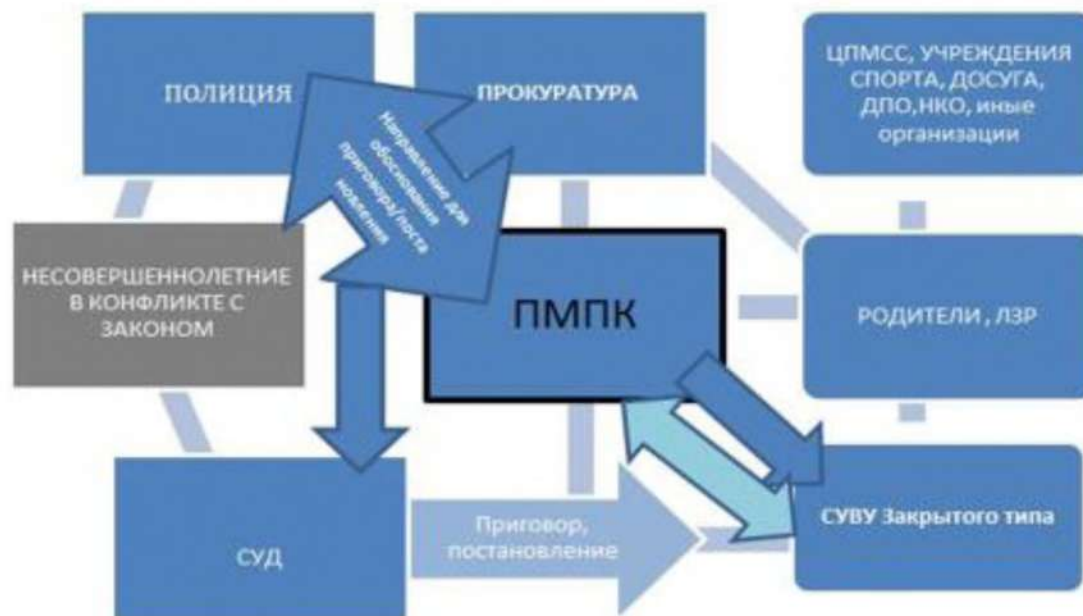 ПОЛИЦИЯ
ПРОКУРАТУРА
ЦПМСС, УЧРЕЖДЕНИЯ
СПОРТА, ДОСУГА,
ДПО,НКО, иные
организации
Направление для
обоснования
приговора/поста
новления
НЕСОВЕРШЕННОЛЕТНИЕ
В КОНФЛИКТЕ С
ЗАКОНОМ
ПМПК
РОДИТЕЛИ , ЛЗР
СУД
Приговор,
постановление
СУВУ Закрытого типа